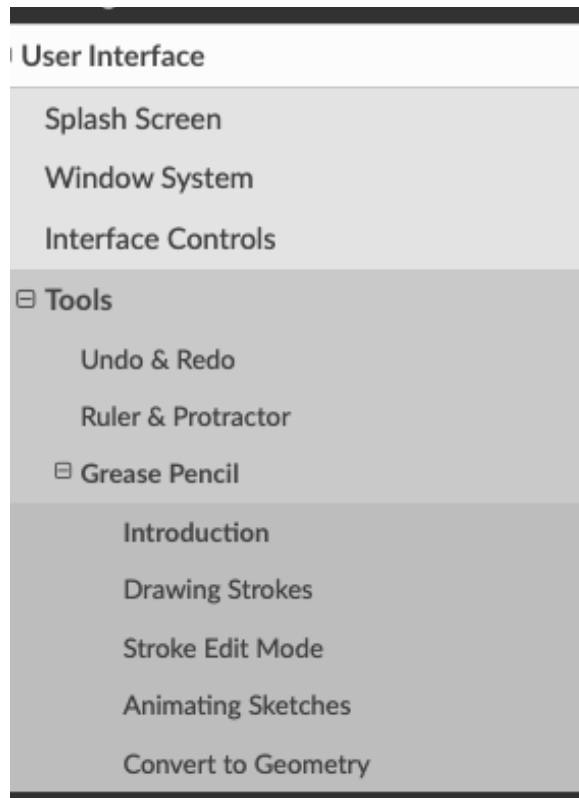 User Interface
Splash Screen
Window System
Interface Controls
Tools
Undo & Redo
Ruler & Protractor
Grease Pencil
Introduction
Drawing Strokes
Stroke Edit Mode
Animating Sketches
Convert to Geometry